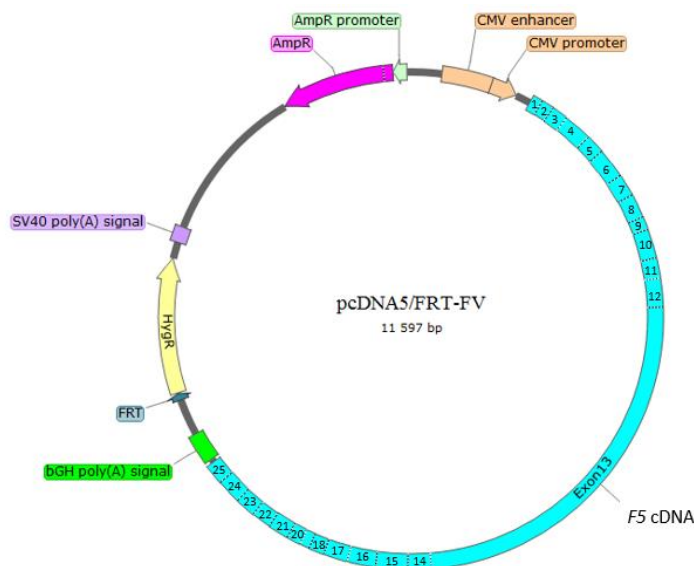 AmpR promoter
AmpR
CMV enhancer
CMV promoter
1
2
3
4
5
6
7
8
9
10
11
12
SV40 poly(A) signal
pcDNA5/FRT-FV
11 597 bp
HygR
FRT
bGH poly(A) signal
Exon13
F5 cDNA
25
24
23
22
21
20
18
17
16
15
14